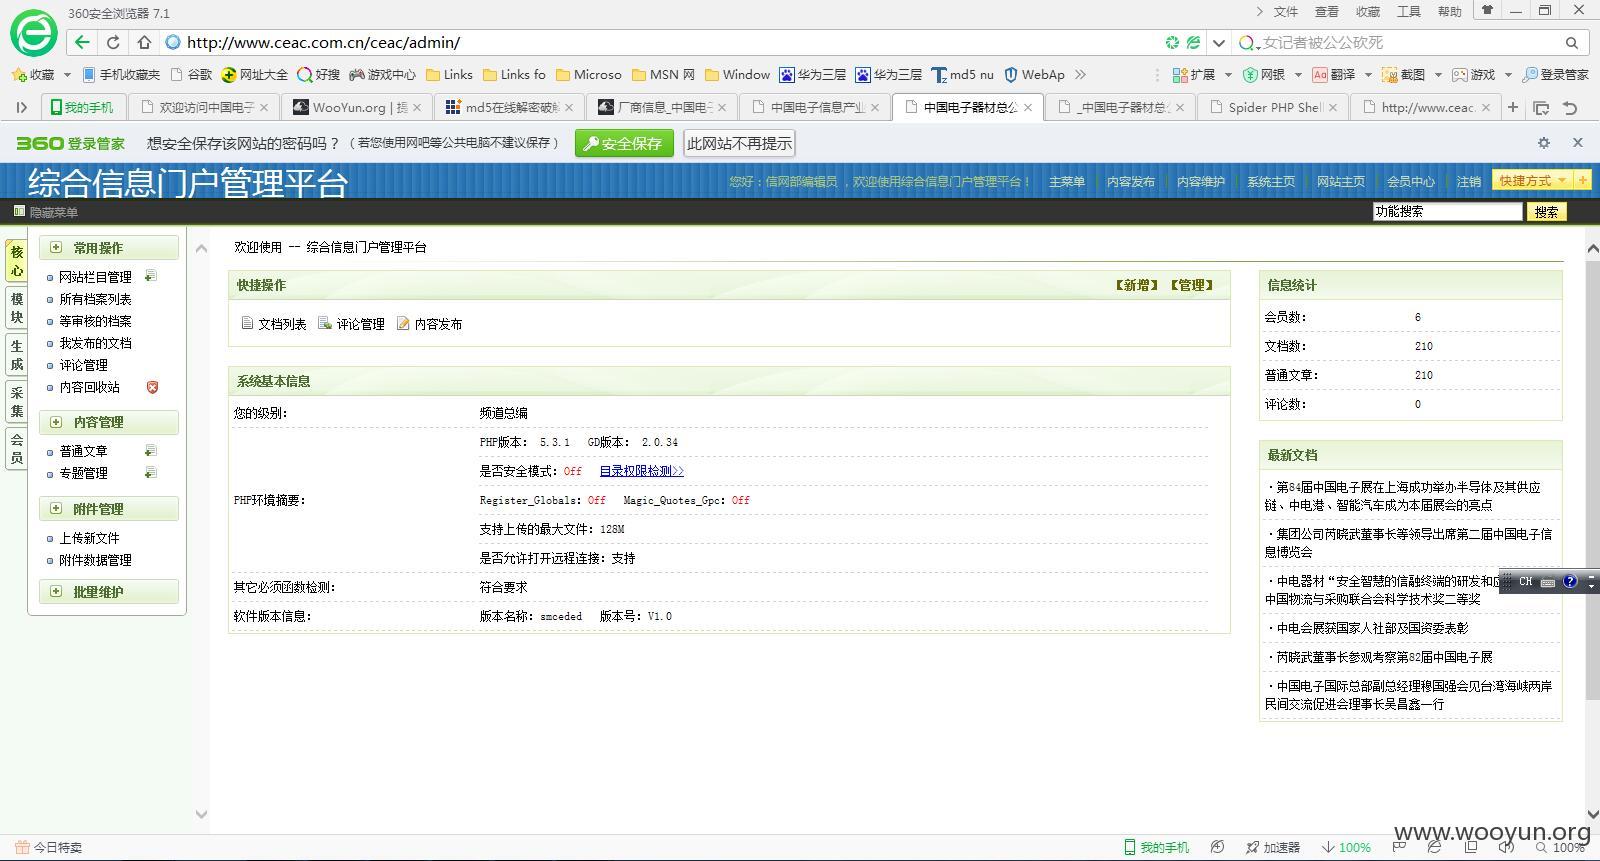 360安全浏览器 7.1
文件 查看 收藏 工具 帮助
http://www.ceac.com.cn/ceac/admin/
女记者被公公砍死
收藏 手机收藏夹 谷歌 网址大全 好搜 游戏中心 Links Links fo Microso MSN 网 Window 华为三层 华为三层 md5 nu WebAp
扩展 网银 翻译 截图 游戏 登录管家
我的手机 欢迎访问中国电子 WooYun.org | 提 md5在线解密破解 厂商信息_中国电子 中国电子信息产业 中国电子器材总公 _中国电子器材总公 Spider PHP Shell http://www.ceac.
360登录管家 想安全保存该网站的密码吗？（若您使用网吧等公共电脑不建议保存） 安全保存 此网站不再提示
综合信息门户管理平台
您好：信网部编辑员 ，欢迎使用综合信息门户管理平台！ 主菜单 内容发布 内容维护 系统主页 网站主页 会员中心 注销 快捷方式 +
隐藏菜单
功能搜索 搜索
核心
模块
生成
采集
会员
常用操作
网站栏目管理
所有档案列表
等审核的档案
我发布的文档
评论管理
内容回收站
内容管理
普通文章
专题管理
附件管理
上传新文件
附件数据管理
批量维护
欢迎使用 -- 综合信息门户管理平台
快捷操作 【新增】 【管理】
文档列表 评论管理 内容发布
系统基本信息
您的级别： 频道总编
PHP环境摘要：
PHP版本： 5.3.1 GD版本： 2.0.34
是否安全模式：Off 目录权限检测>>
Register_Globals：Off Magic_Quotes_Gpc：Off
支持上传的最大文件：128M
是否允许打开远程连接：支持
其它必须函数检测： 符合要求
软件版本信息： 版本名称：smceded 版本号：V1.0
信息统计
会员数： 6
文档数： 210
普通文章： 210
评论数： 0
最新文档
·第84届中国电子展在上海成功举办半导体及其供应
链、中电港、智能汽车成为本届展会的亮点
·集团公司芮晓武董事长等领导出席第二届中国电子信
息博览会
·中电器材“安全智慧的信融终端的研发和应
中国物流与采购联合会科学技术奖二等奖
·中电会展获国家人社部及国资委表彰
·芮晓武董事长参观考察第82届中国电子展
·中国电子国际总部副总经理穆国强会见台湾海峡两岸
民间交流促进会理事长吴昌鑫一行
CH
www.wooyun.org
今日特卖
我的手机 加速器 100% 100%